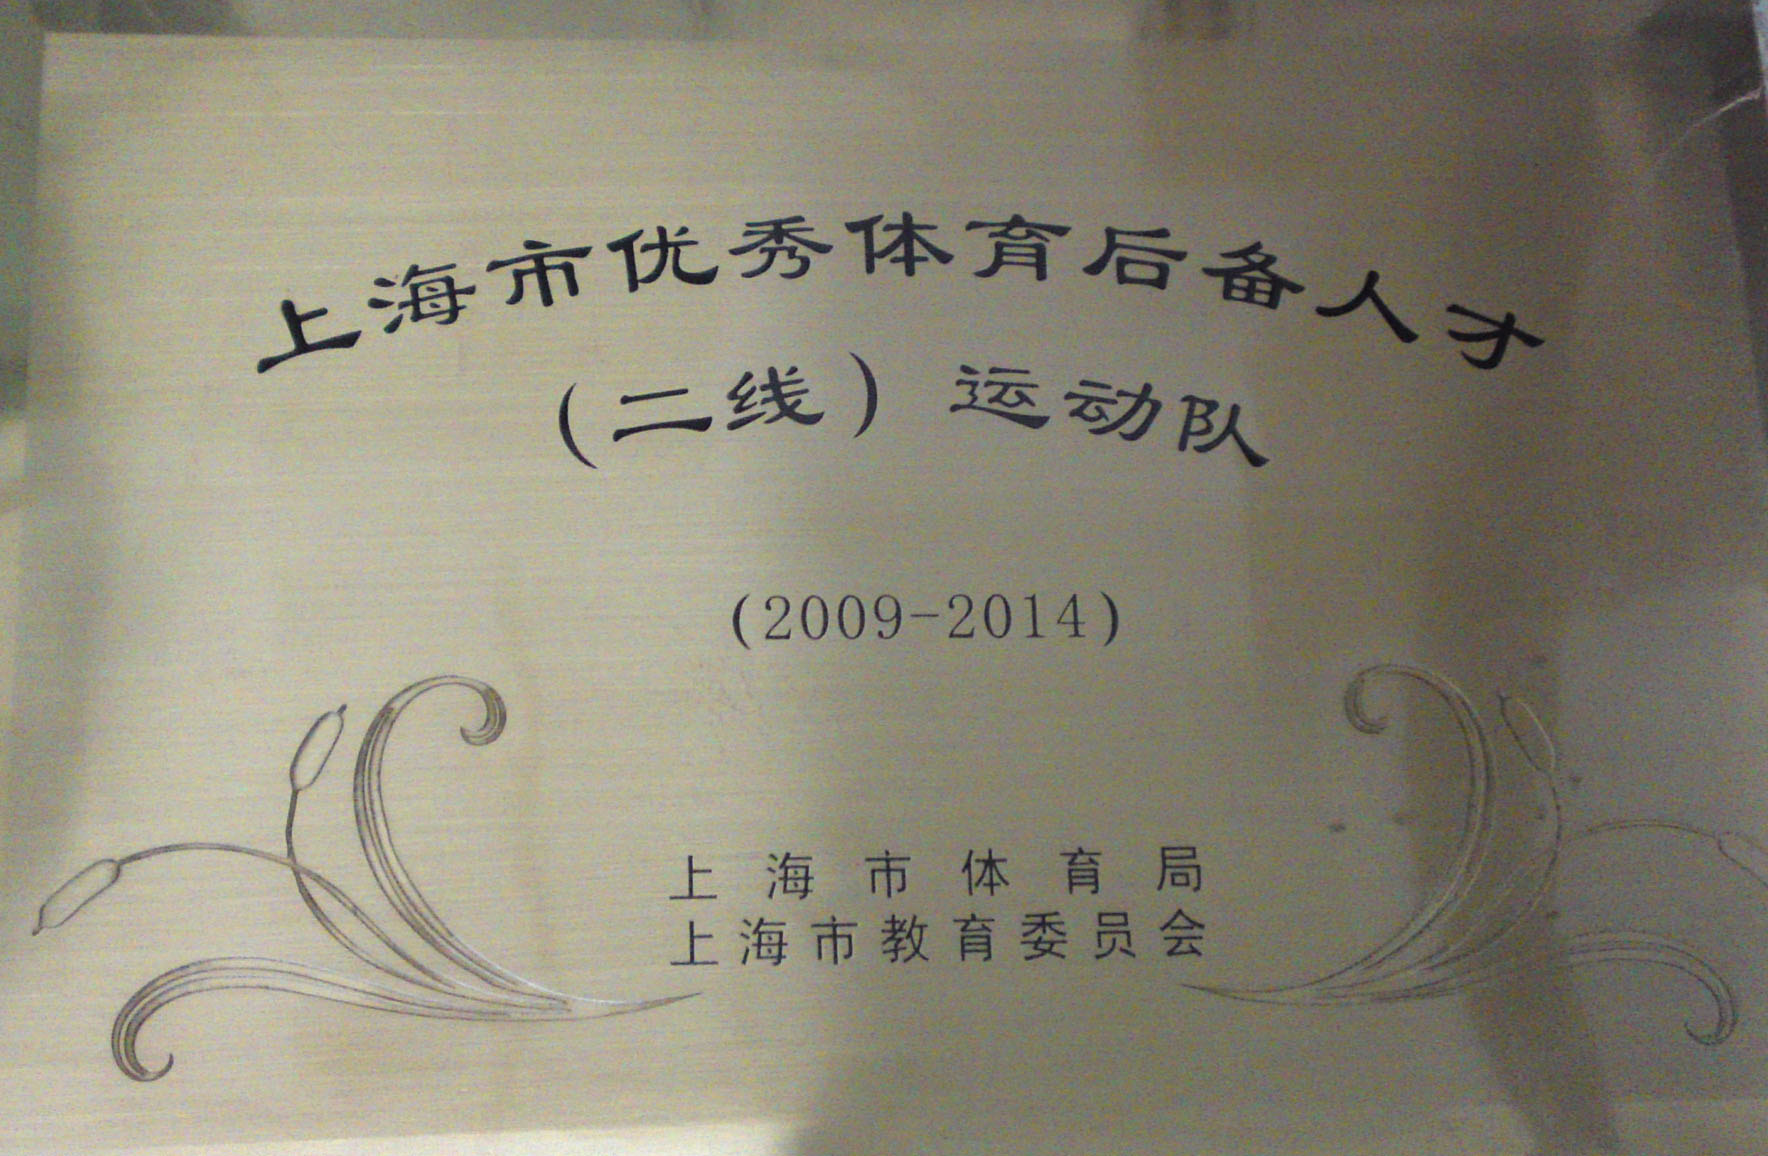 上海市优秀体育后备人才
（二线）运动队
(2009-2014)
上海市体育局
上海市教育委员会